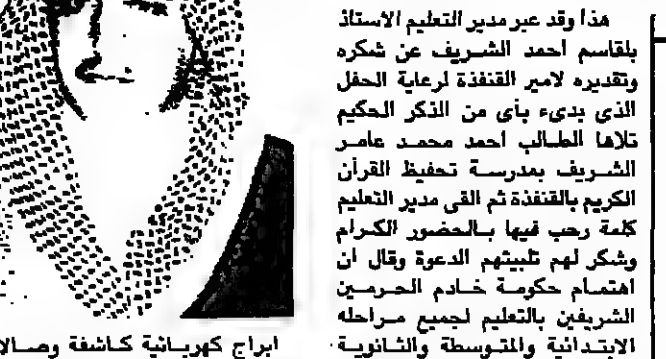 هذا وقد عبر مدير التعليم الاستاذ
بلقاسم احمد الشريف عن شكره
وتقديره لامير القنفذة لرعاية الحفل
الذى بدىء بأى من الذكر الحكيم
تلاها الطالب احمد محمد عامر
الشريف بمدرسة تحفيظ القرآن
الكريم بالقنفذة ثم القى مدير التعليم
كلمة رحب فيها بالحضور الكرام
وشكر لهم تلبيتهم الدعوة وقال ان
اهتمام حكومة خادم الحرمين
الشريفين بالتعليم لجميع مراحله
الابتدائية والمتوسطة والثانوية
ابراج كهربائية كاشفة